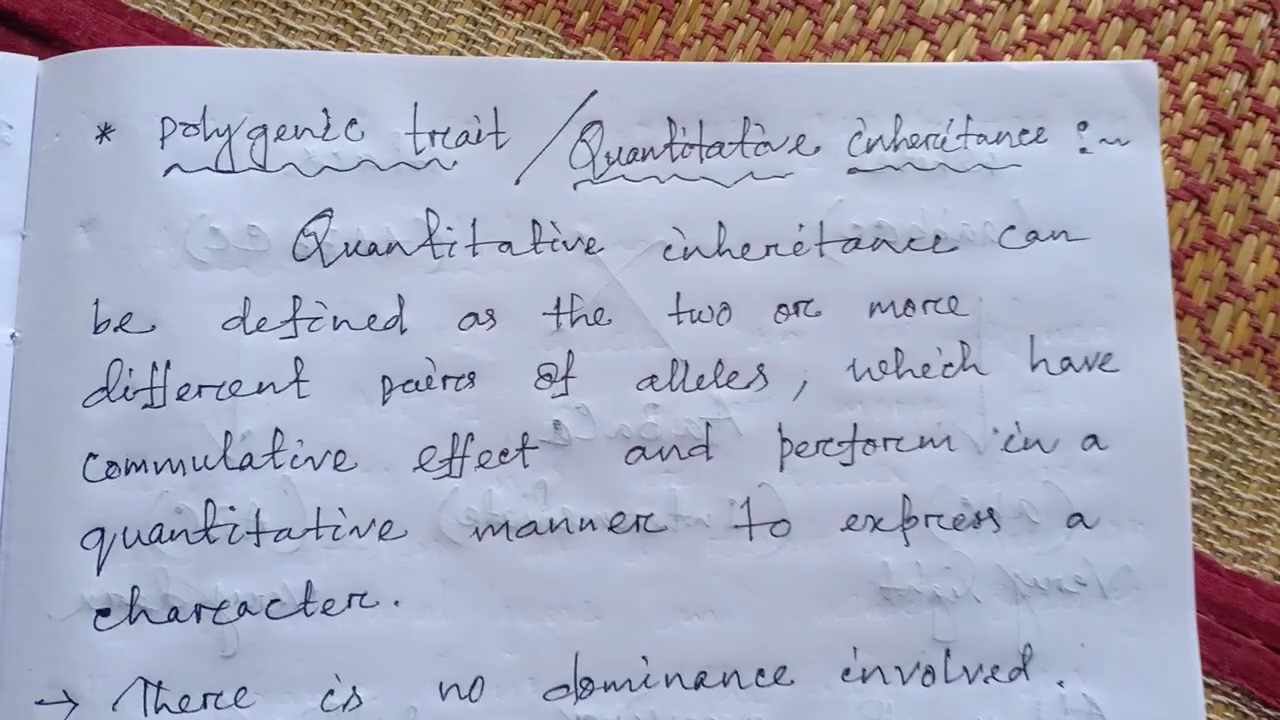 * Polygenic trait / Quantitative inheritance :~
Quantitative inheritance can
be defined as the two or more
different pairs of alleles, which have
commulative effect and perform in a
quantitative manner to express a
character.
→ There is no dominance involved.